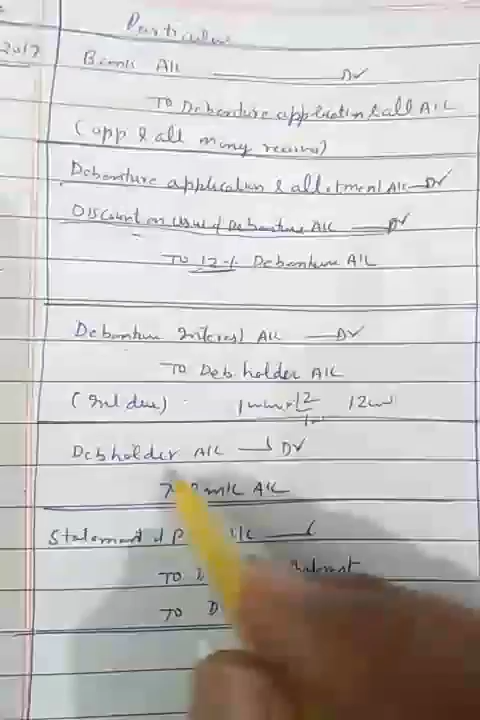 Particulars
2017
Bank A/c Dr
To Debenture application & all A/c
(app & all money received)
Debenture application & allotment A/c Dr
Discount on issue of Debenture A/c Dr
To 12% Debenture A/c
Debenture Interest A/c Dr
To Deb holder A/c
(Int due) 12
Debholder A/c Dr
A/c
Statement of P
To
To D